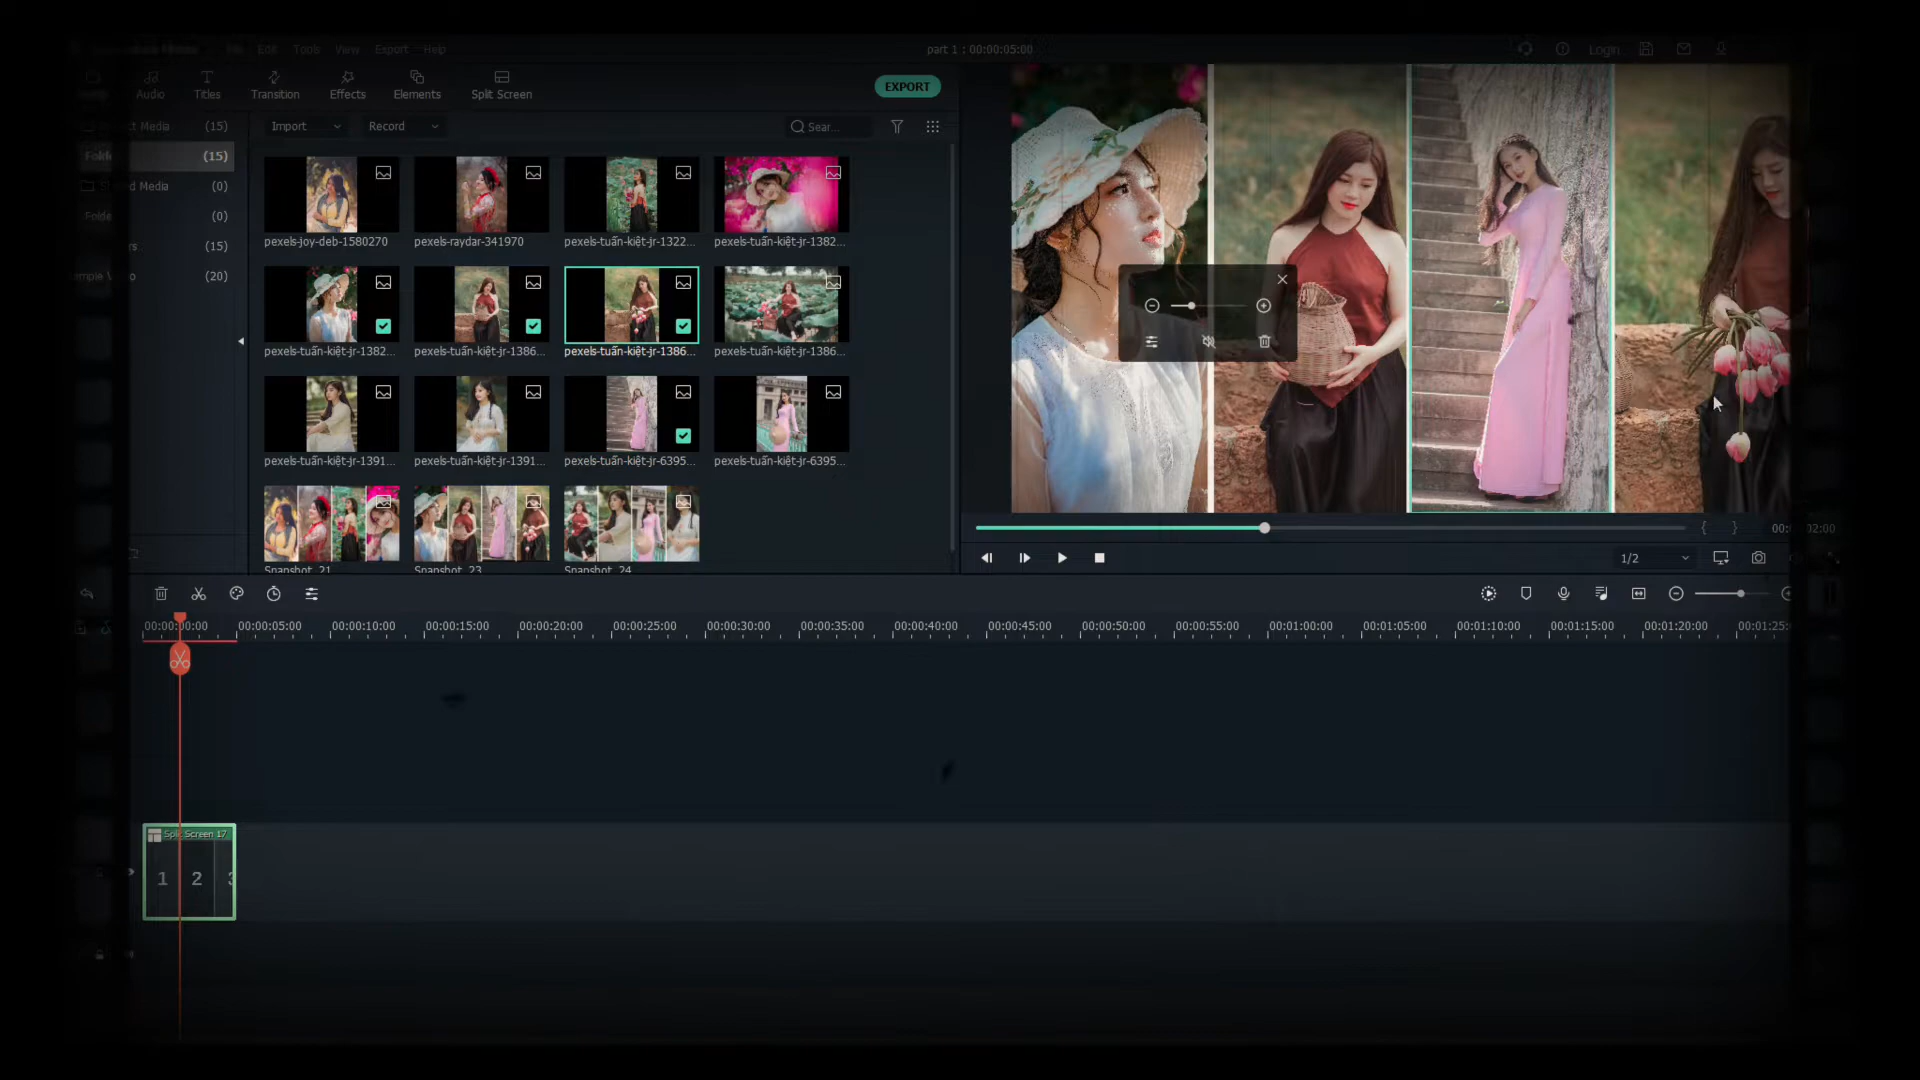 File Edit Tools View Export Help
part 1 : 00:00:05:00
Login
Audio
Titles
Transition
Effects
Elements
Split Screen
EXPORT
Media (15)
Import
Record
Sear...
(15)
Media (0)
(0)
(15)
(20)
pexels-joy-deb-1580270
pexels-raydar-341970
pexels-tuấn-kiệt-jr-1322...
pexels-tuấn-kiệt-jr-1382...
pexels-tuấn-kiệt-jr-1382...
pexels-tuấn-kiệt-jr-1386...
pexels-tuấn-kiệt-jr-1386...
pexels-tuấn-kiệt-jr-1386...
pexels-tuấn-kiệt-jr-1391...
pexels-tuấn-kiệt-jr-1391...
pexels-tuấn-kiệt-jr-6395...
pexels-tuấn-kiệt-jr-6395...
Snapshot_21
Snapshot_23
Snapshot_24
{ }
1/2
00:00:00:00 00:00:05:00 00:00:10:00 00:00:15:00 00:00:20:00 00:00:25:00 00:00:30:00 00:00:35:00 00:00:40:00 00:00:45:00 00:00:50:00 00:00:55:00 00:01:00:00 00:01:05:00 00:01:10:00 00:01:15:00 00:01:20:00 00:01:25:
Split Screen 17
1 2 3